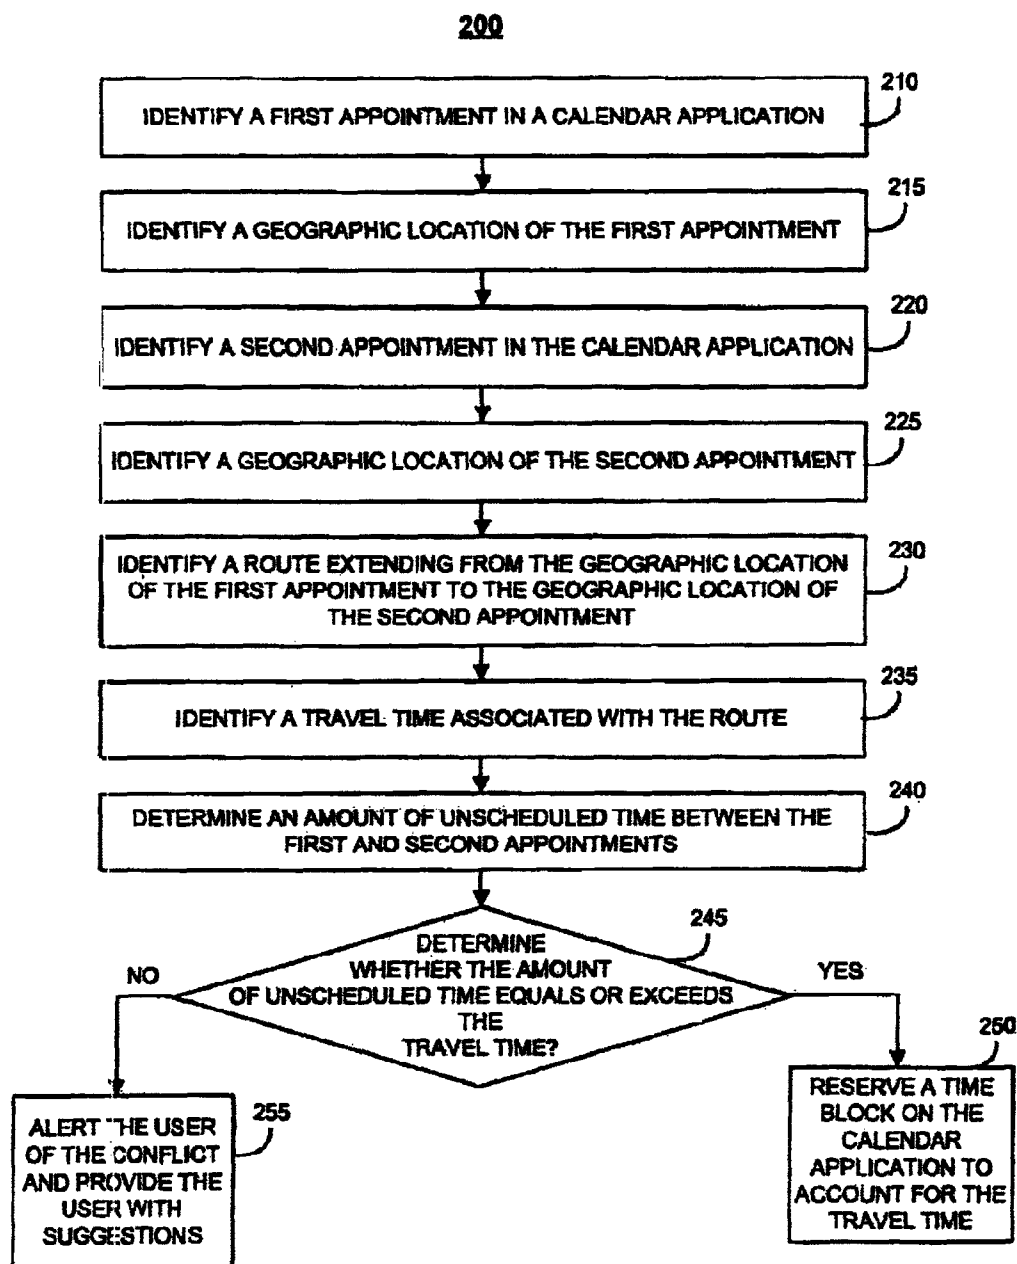 200
210
IDENTIFY A FIRST APPOINTMENT IN A CALENDAR APPLICATION
215
IDENTIFY A GEOGRAPHIC LOCATION OF THE FIRST APPOINTMENT
220
IDENTIFY A SECOND APPOINTMENT IN THE CALENDAR APPLICATION
225
IDENTIFY A GEOGRAPHIC LOCATION OF THE SECOND APPOINTMENT
230
IDENTIFY A ROUTE EXTENDING FROM THE GEOGRAPHIC LOCATION
OF THE FIRST APPOINTMENT TO THE GEOGRAPHIC LOCATION OF
THE SECOND APPOINTMENT
235
IDENTIFY A TRAVEL TIME ASSOCIATED WITH THE ROUTE
240
DETERMINE AN AMOUNT OF UNSCHEDULED TIME BETWEEN THE
FIRST AND SECOND APPOINTMENTS
245
DETERMINE
WHETHER THE AMOUNT
OF UNSCHEDULED TIME EQUALS OR EXCEEDS
THE
TRAVEL TIME?
NO
YES
255
ALERT THE USER
OF THE CONFLICT
AND PROVIDE THE
USER WITH
SUGGESTIONS
250
RESERVE A TIME
BLOCK ON THE
CALENDAR
APPLICATION TO
ACCOUNT FOR THE
TRAVEL TIME